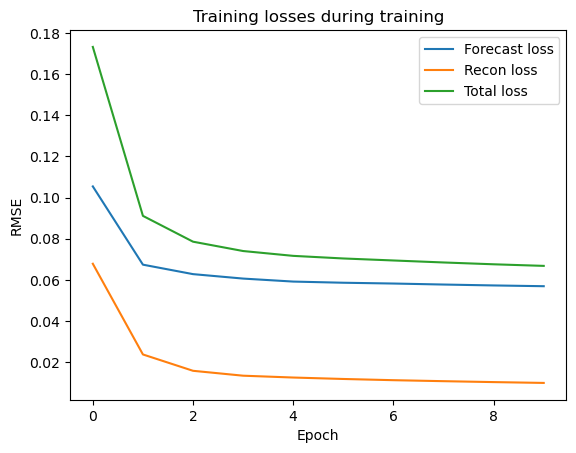 Training losses during training
0.18
0.16
0.14
0.12
0.10
0.08
0.06
0.04
0.02
RMSE
Forecast loss
Recon loss
Total loss
0 2 4 6 8
Epoch